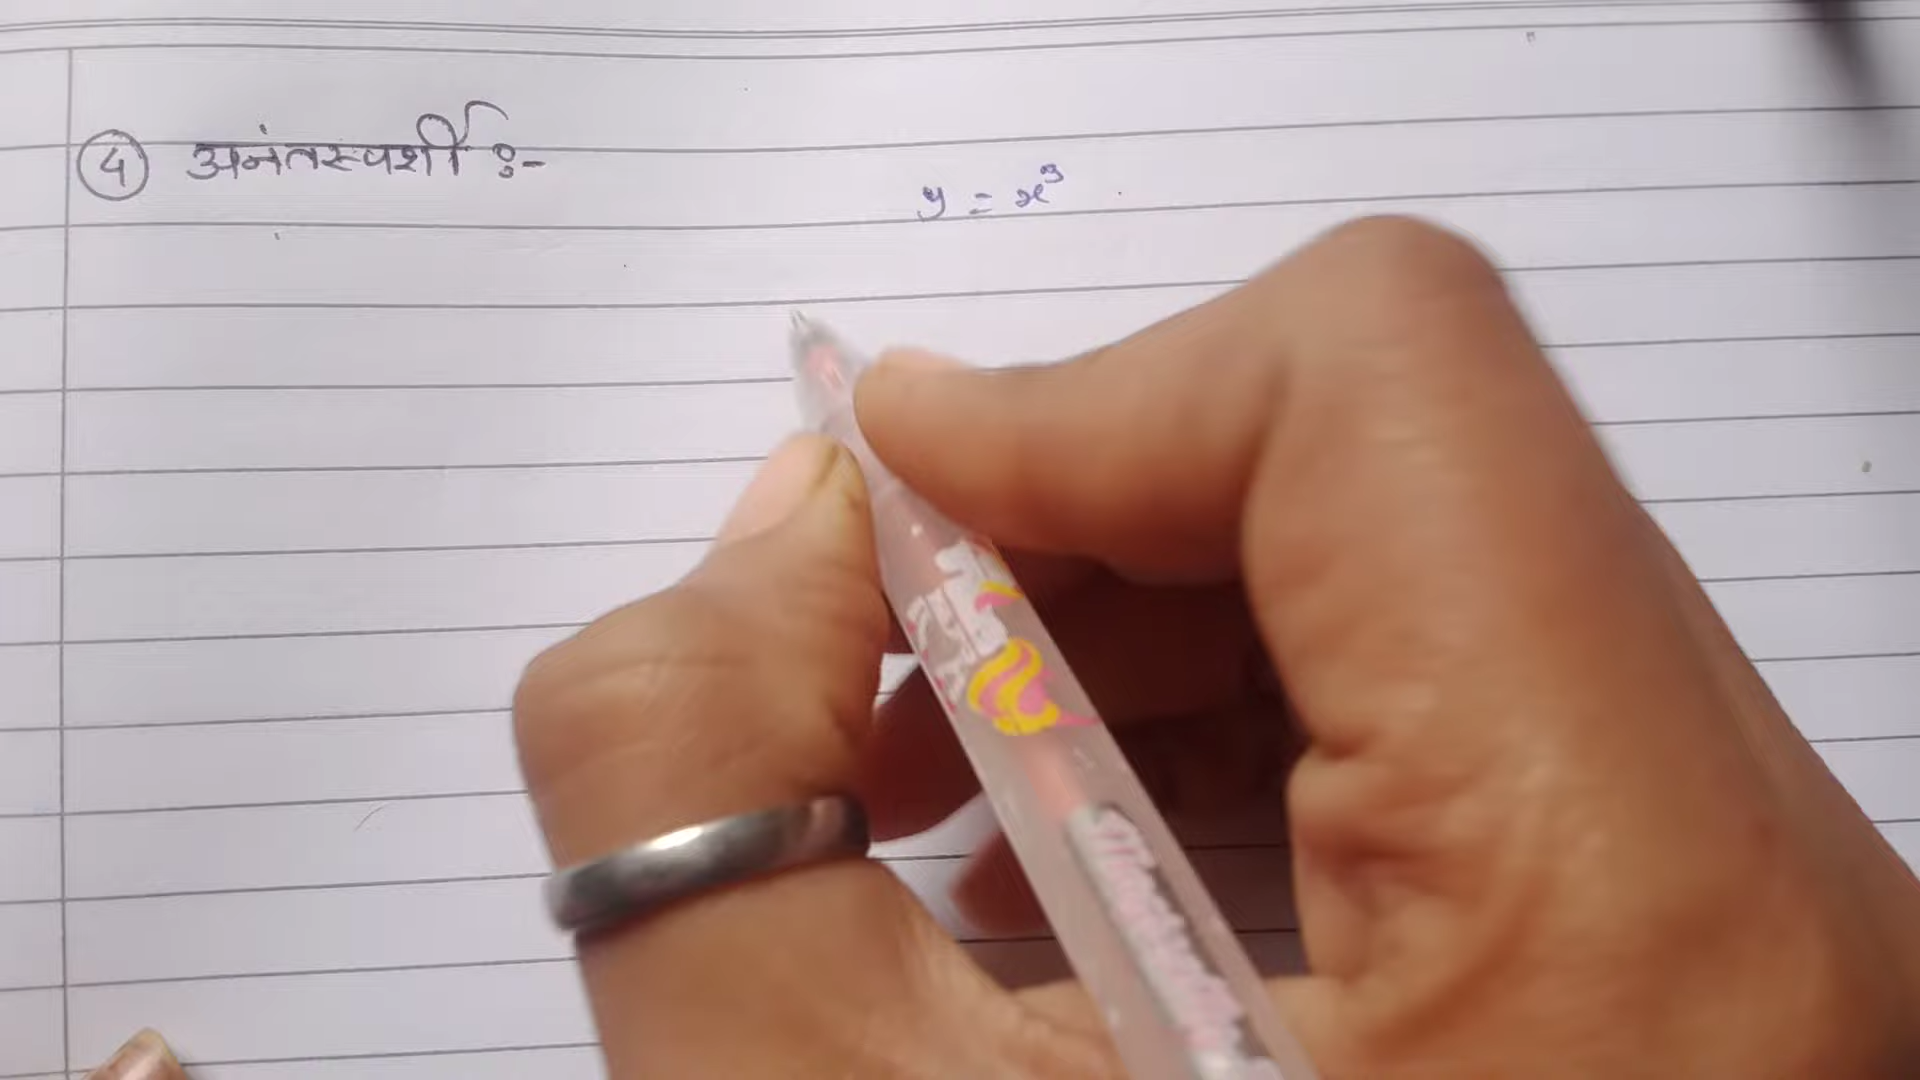 ④ अनंतस्पर्शी :-
y = x³